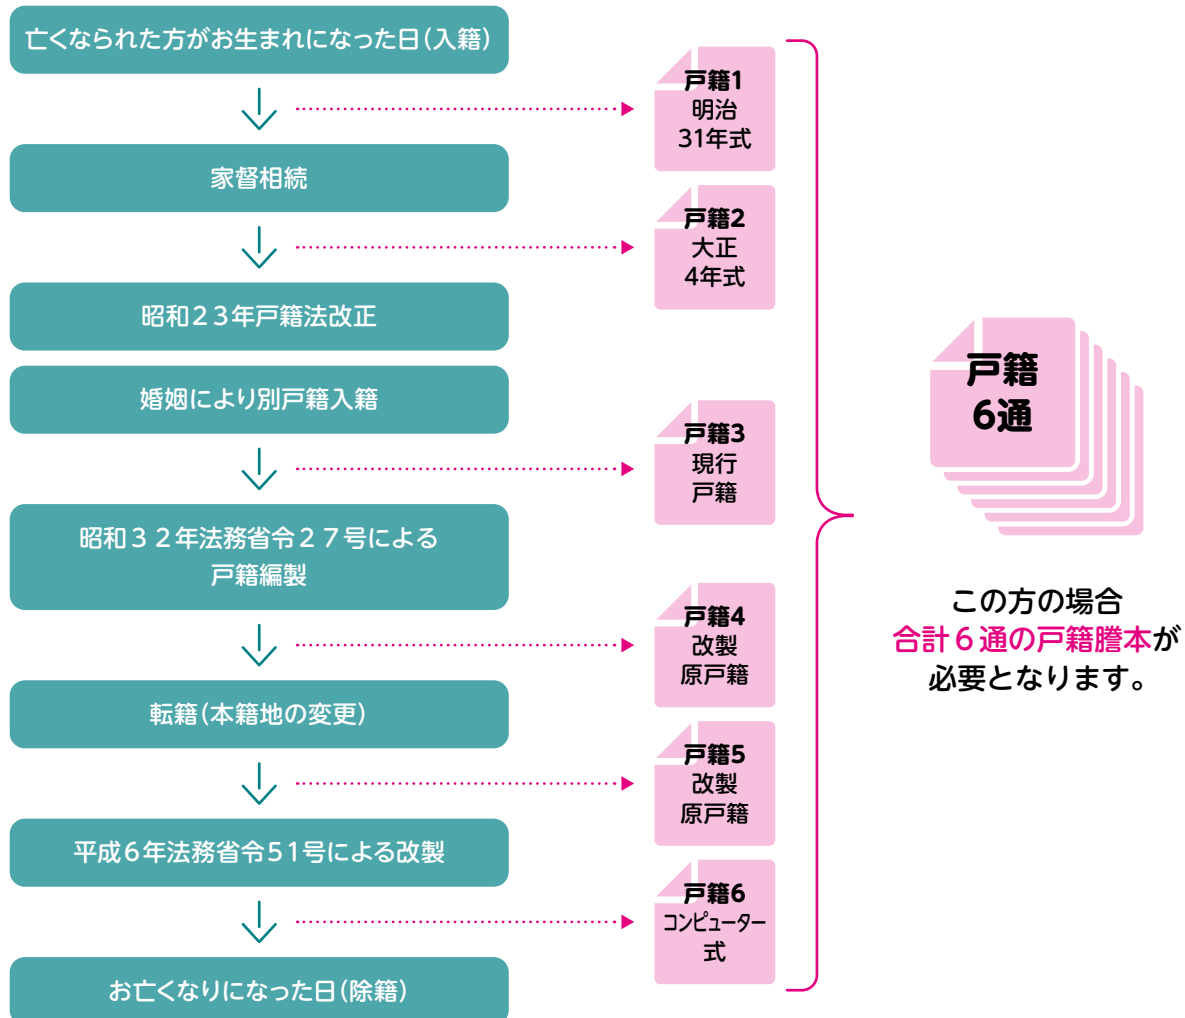 亡くなられた方がお生まれになった日(入籍)
戸籍1
明治
31年式
家督相続
戸籍2
大正
4年式
昭和23年戸籍法改正
婚姻により別戸籍入籍
戸籍3
現行
戸籍
昭和32年法務省令27号による
戸籍編製
戸籍4
改製
原戸籍
転籍(本籍地の変更)
戸籍5
改製
原戸籍
平成6年法務省令51号による改製
戸籍6
コンピューター
式
お亡くなりになった日(除籍)
戸籍
6通
この方の場合
合計6通の戸籍謄本が
必要となります。